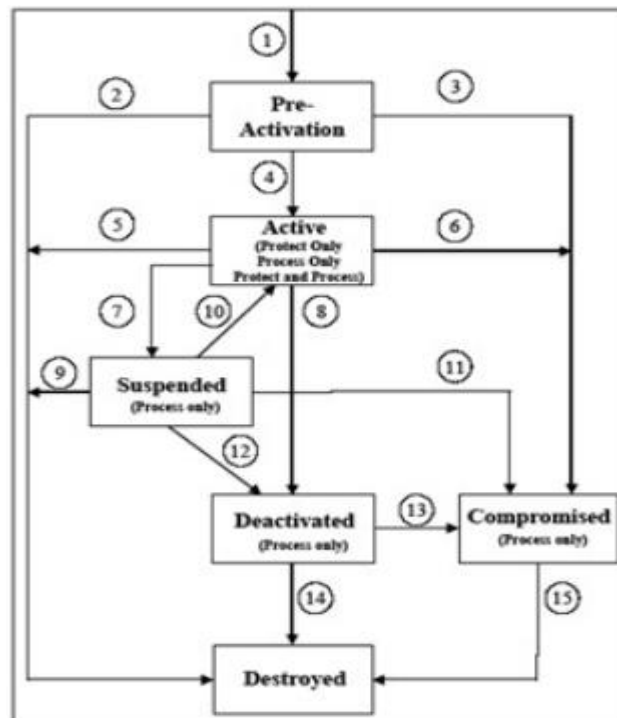 1
2
3
Pre-
Activation
4
5
Active
6
(Protect Only
Process Only
Protect and Process)
7
10
8
9
Suspended
(Process only)
11
12
Deactivated
(Process only)
13
Compromised
(Process only)
14
15
Destroyed